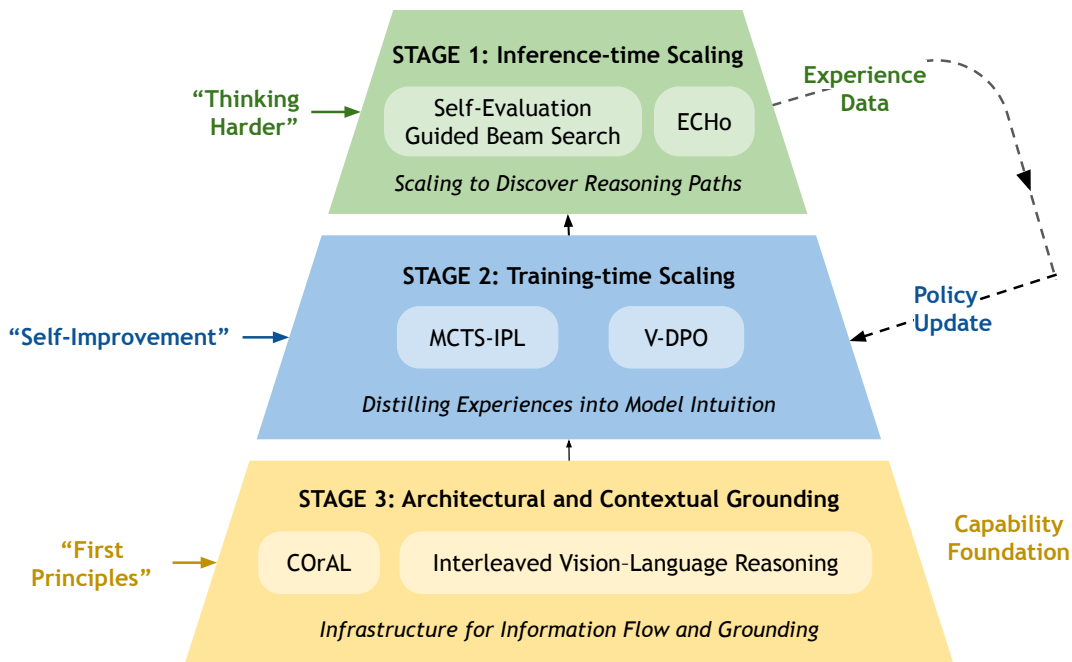 STAGE 1: Inference-time Scaling
“Thinking
Harder”
Self-Evaluation
Guided Beam Search
ECHo
Scaling to Discover Reasoning Paths
Experience
Data
STAGE 2: Training-time Scaling
“Self-Improvement”
MCTS-IPL
V-DPO
Distilling Experiences into Model Intuition
Policy
Update
STAGE 3: Architectural and Contextual Grounding
“First
Principles”
COrAL
Interleaved Vision–Language Reasoning
Infrastructure for Information Flow and Grounding
Capability
Foundation